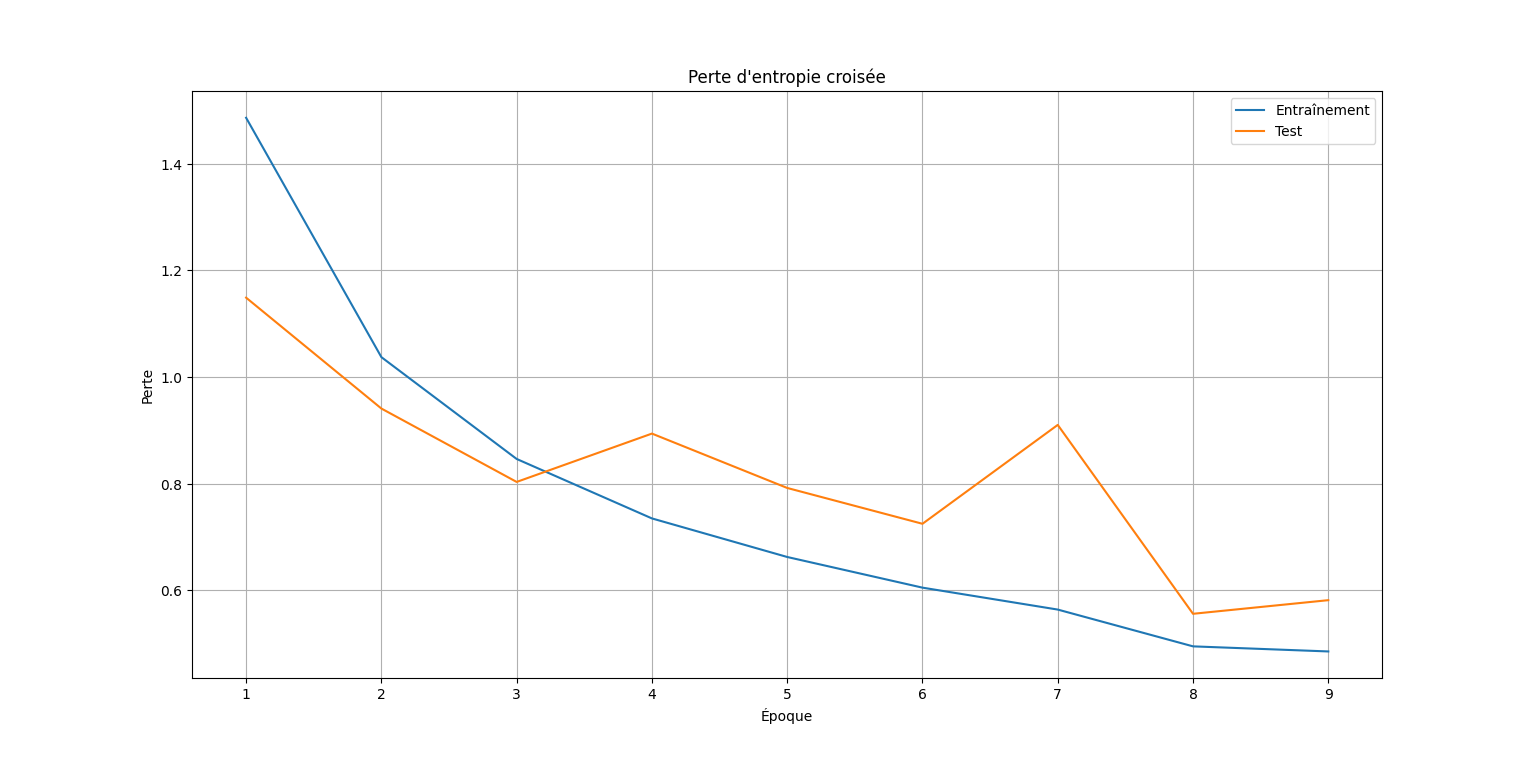 Perte d'entropie croisée
Entraînement
Test
1.4
1.2
1.0
0.8
0.6
Perte
1 2 3 4 5 6 7 8 9
Époque